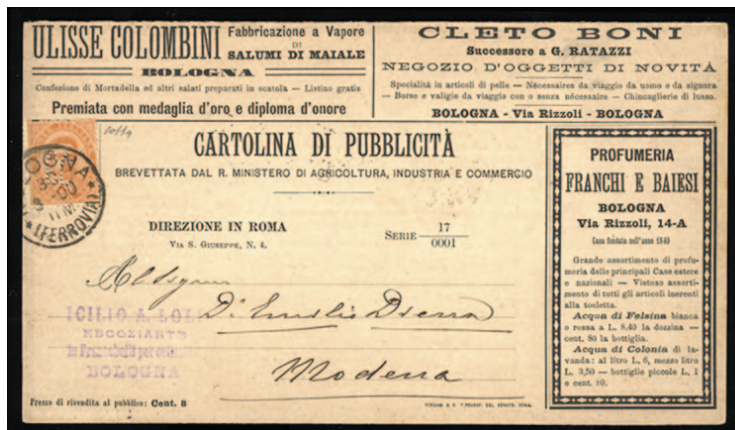 ULISSE COLOMBINI
BOLOGNA
Fabbricazione a Vapore
DI
SALUMI DI MAIALE
Confezione di Mortadella ed altri salati preparati in scatola — Listino gratis
Premiata con medaglia d'oro e diploma d'onore
CLETO BONI
Successore a G. RATAZZI
NEGOZIO D'OGGETTI DI NOVITÀ
Specialità in articoli di pelle — Nécessaires da viaggio da uomo e da signora
— Borse e valigie da viaggio con o senza nécessaire — Chincaglierie di lusso.
BOLOGNA - Via Rizzoli - BOLOGNA
CARTOLINA DI PUBBLICITÀ
BREVETTATA DAL R. MINISTERO DI AGRICOLTURA, INDUSTRIA E COMMERCIO
DIREZIONE IN ROMA
VIA S. GIUSEPPE, N. 4.
SERIE 17
0001
(FERROVIA)
Modena
BOLOGNA
NEGOZIANTE
Prezzo di rivendita al pubblico: Cent. 8
PROFUMERIA
FRANCHI E BAIESI
BOLOGNA
Via Rizzoli, 14-A
Casa fondata nell'anno 1840
Grande assortimento di profu-
meria delle principali Case estere
e nazionali — Vistoso assorti-
mento di tutti gli articoli inerenti
alla toeletta.
Acqua di Felsina bianca
o rossa a L. 8,40 la dozzina —
cent. 80 la bottiglia.
Acqua di Colonia di la-
vanda: al litro L. 6, mezzo litro
L. 3,50 — bottiglie piccole L. 1
e cent. 60.